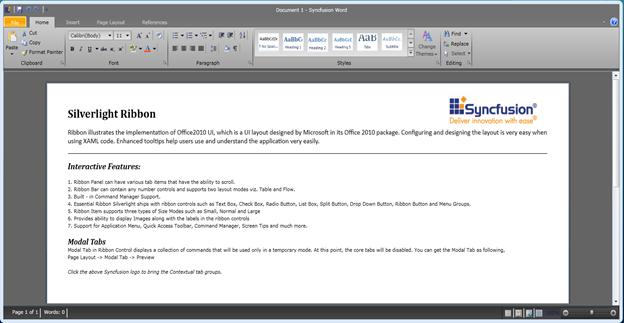 Document 1 - Syncfusion Word
File Home Insert Page Layout References
Paste
Cut
Copy
Format Painter
Calibri(Body) 11
Clipboard Font Paragraph Styles Editing
Heading 1 Heading 2 Heading 5 Title Subtitle
Change
Themes
Find
Replace
Select
Silverlight Ribbon
Syncfusion
Deliver innovation with ease
Ribbon illustrates the implementation of Office2010 UI, which is a UI layout designed by Microsoft in its Office 2010 package. Configuring and designing the layout is very easy when
using XAML code. Enhanced tooltips help users use and understand the application very easily.
Interactive Features:
1. Ribbon Panel can have various tab items that have the ability to scroll.
2. Ribbon Bar can contain any number controls and supports two layout modes viz. Table and Flow.
3. Built - in Command Manager Support.
4. Essential Ribbon Silverlight ships with ribbon controls such as Text Box, Check Box, Radio Button, List Box, Split Button, Drop Down Button, Ribbon Button and Menu Groups.
5. Ribbon Item supports three types of Size Modes such as Small, Normal and Large
6. Provides ability to display Images along with the labels in the ribbon controls
7. Support for Application Menu, Quick Access Toolbar, Command Manager, Screen Tips and much more.
Modal Tabs
Modal Tab in Ribbon Control displays a collection of commands that will be used only in a temporary mode. At this point, the core tabs will be disabled. You can get the Modal Tab as following,
Page Layout -> Modal Tab -> Preview
Click the above Syncfusion logo to bring the Contextual tab groups.
Page 1 of 1 Words: 0